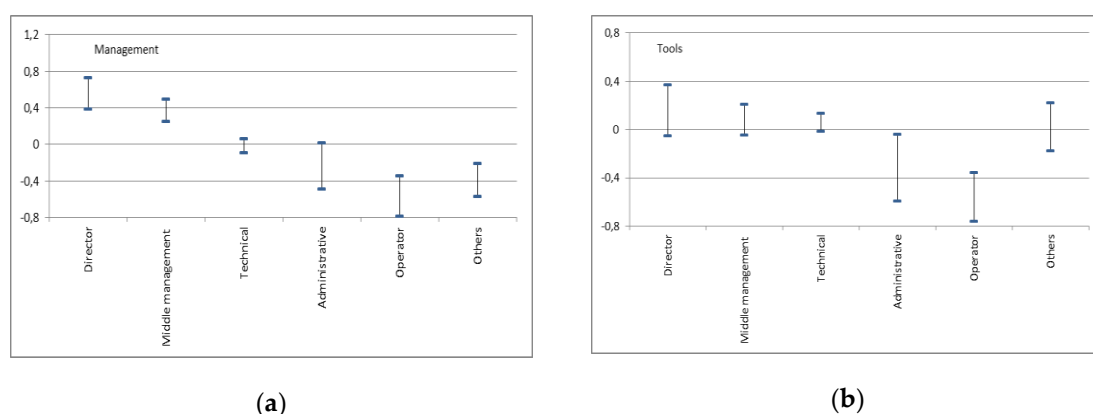 Management
1,2
0,8
0,4
0
-0,4
-0,8
Director
Middle management
Technical
Administrative
Operator
Others
(a)
Tools
0,8
0,4
0
-0,4
-0,8
Director
Middle management
Technical
Administrative
Operator
Others
(b)